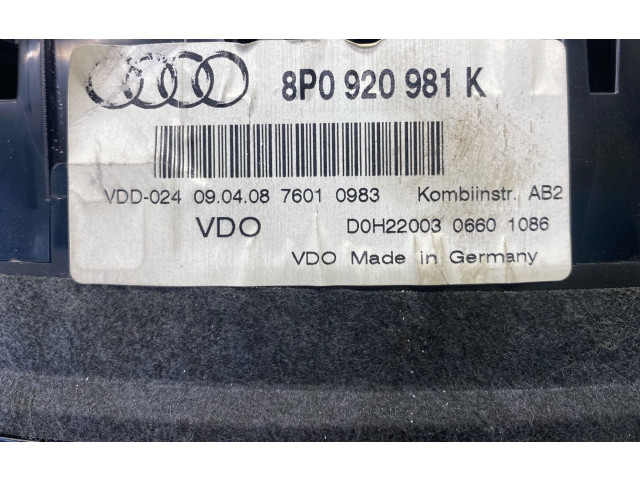 8P0 920 981 K
VDD-024 09.04.08 7601 0983 Kombiinstr. AB2
VDO D0H22003 0660 1086
VDO Made in Germany